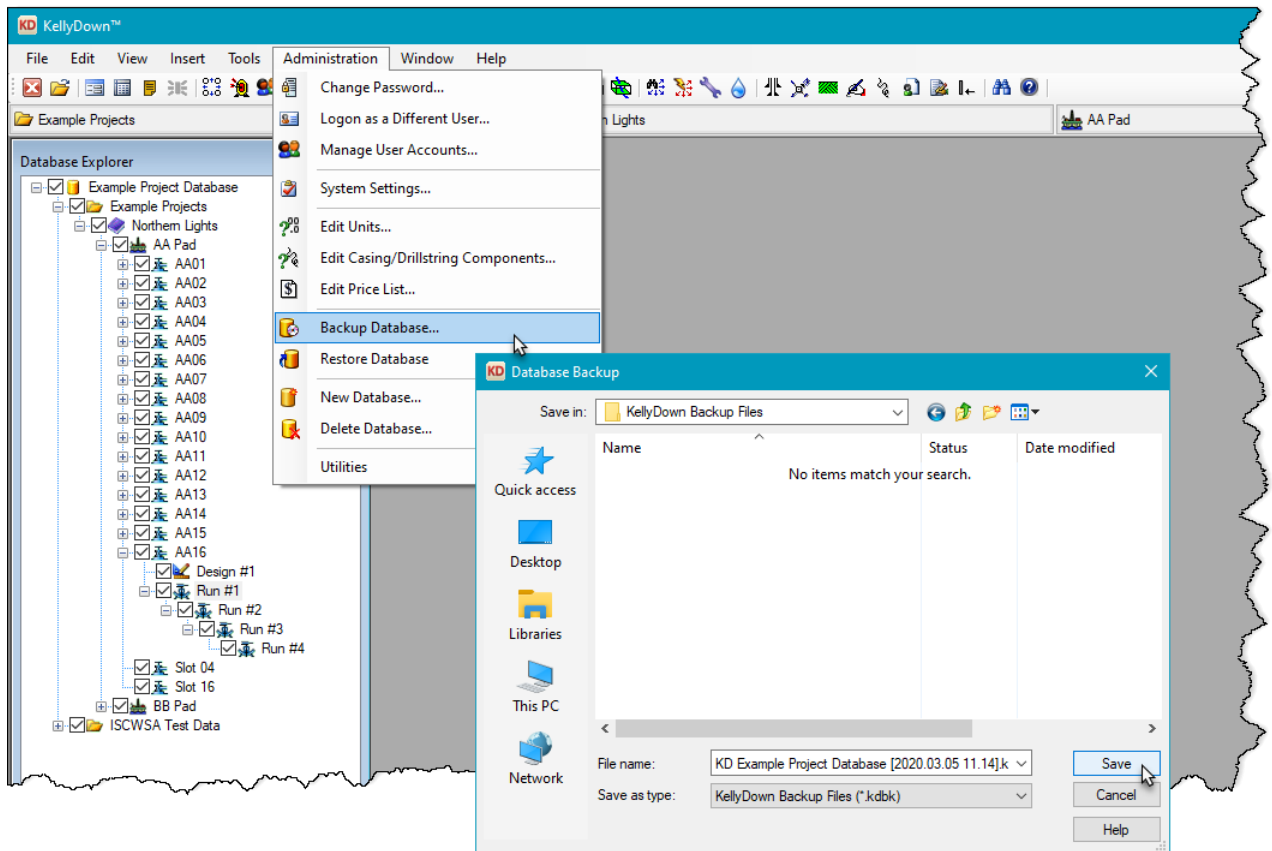 KD KellyDown™
File Edit View Insert Tools Administration Window Help
Example Projects
Lights
AA Pad
Change Password...
Logon as a Different User...
Manage User Accounts...
System Settings...
Edit Units...
Edit Casing/Drillstring Components...
Edit Price List...
Backup Database...
Restore Database
New Database...
Delete Database...
Utilities
Database Explorer
Example Project Database
Example Projects
Northern Lights
AA Pad
AA01
AA02
AA03
AA04
AA05
AA06
AA07
AA08
AA09
AA10
AA11
AA12
AA13
AA14
AA15
AA16
Design #1
Run #1
Run #2
Run #3
Run #4
Slot 04
Slot 16
BB Pad
ISCWSA Test Data
KD Database Backup
Save in: KellyDown Backup Files
Name Status Date modified
No items match your search.
Quick access
Desktop
Libraries
This PC
Network
File name: KD Example Project Database [2020.03.05 11.14].k Save
Save as type: KellyDown Backup Files (*.kdbk) Cancel
Help